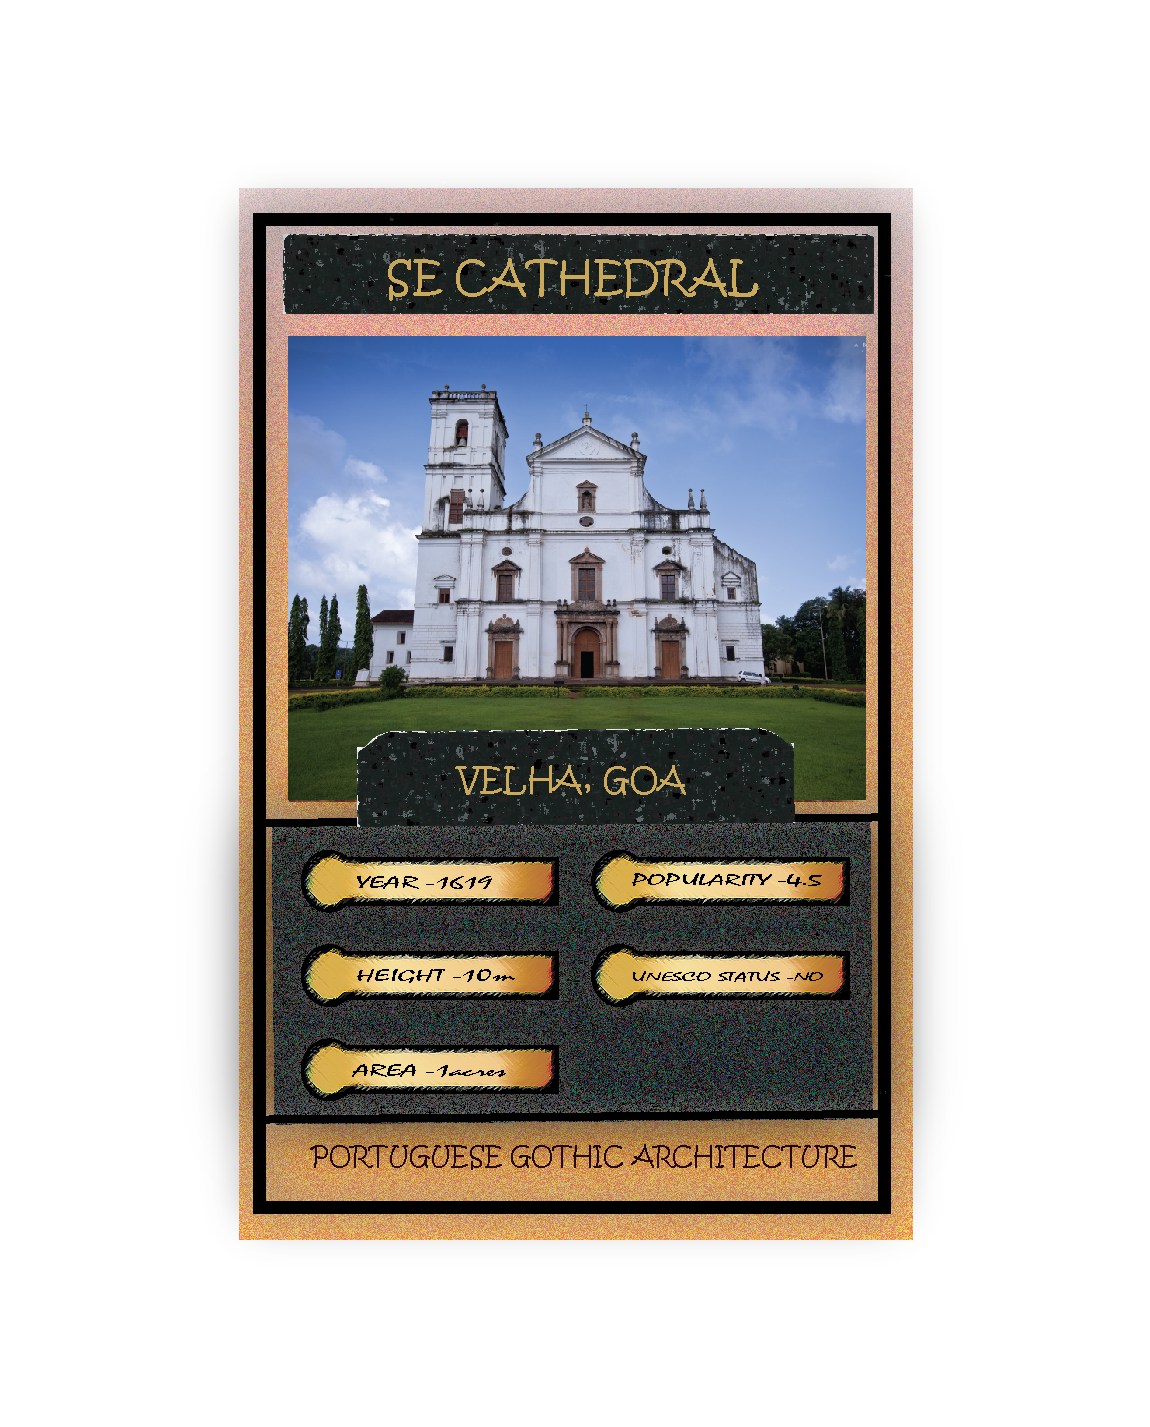 SE CATHEDRAL
VELHA, GOA
YEAR -1619
POPULARITY -4.5
HEIGHT -10m
UNESCO STATUS -NO
AREA -1acres
PORTUGUESE GOTHIC ARCHITECTURE